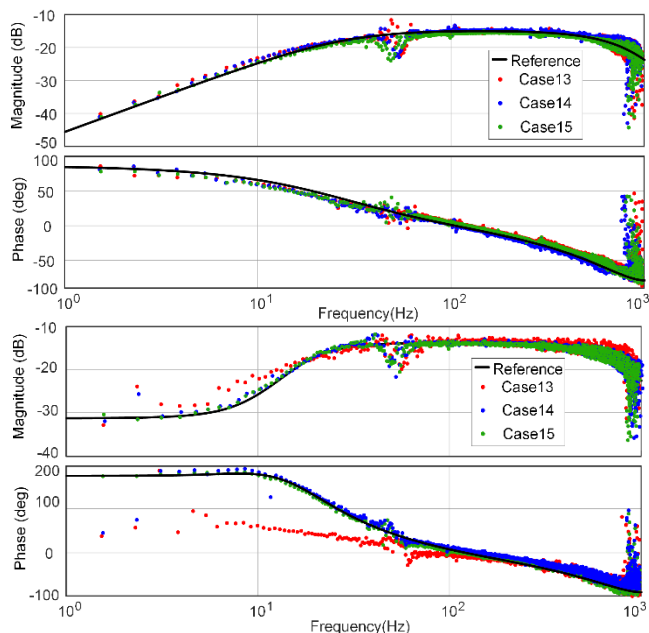 -10
-20
-30
-40
-50
Magnitude (dB)
Reference
Case13
Case14
Case15
100
50
0
-50
-100
Phase (deg)
10^0
10^1
10^2
10^3
Frequency(Hz)
-10
-20
-30
-40
Magnitude (dB)
Reference
Case13
Case14
Case15
200
100
0
-100
Phase (deg)
10^0
10^1
10^2
10^3
Frequency(Hz)